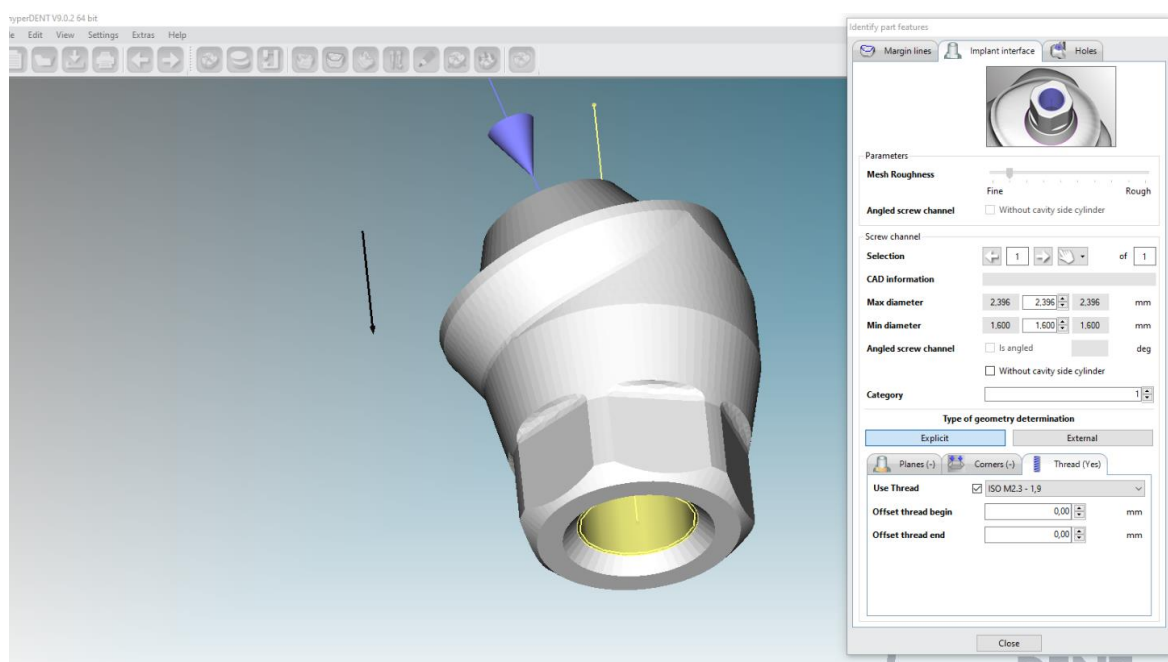 hyperDENT V9.0.2 64 bit
Edit View Settings Extras Help
Identify part features
Margin lines Implant interface Holes
Parameters
Mesh Roughness
Fine Rough
Angled screw channel Without cavity side cylinder
Screw channel
Selection 1 of 1
CAD information
Max diameter 2,396 2,396 2,396 mm
Min diameter 1,600 1,600 1,600 mm
Angled screw channel Is angled deg
Without cavity side cylinder
Category 1
Type of geometry determination
Explicit External
Planes (-) Corners (-) Thread (Yes)
Use Thread ISO M2.3 - 1,9
Offset thread begin 0,00 mm
Offset thread end 0,00 mm
Close